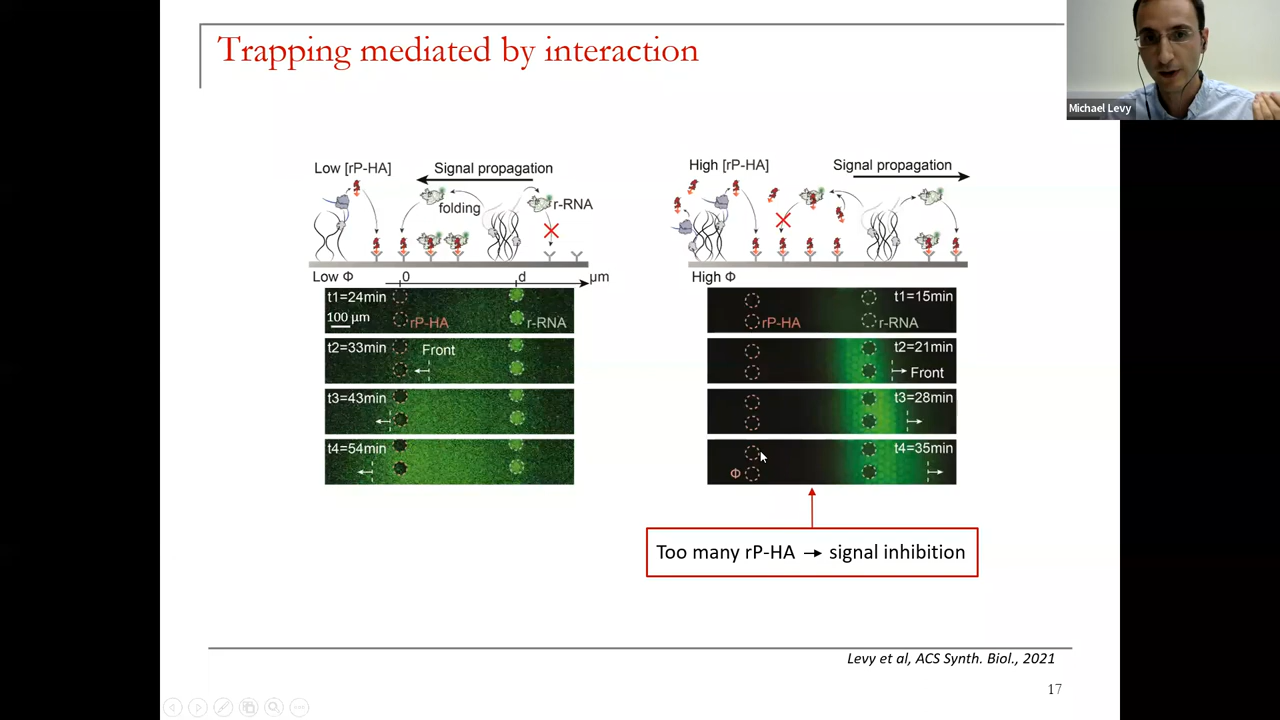 Trapping mediated by interaction
Michael Levy
Low [rP-HA]
Signal propagation
folding
r-RNA
Low Φ
0
d
µm
t1=24min
100 µm
rP-HA
r-RNA
t2=33min
Front
t3=43min
t4=54min
High [rP-HA]
Signal propagation
High Φ
t1=15min
rP-HA
r-RNA
t2=21min
Front
t3=28min
t4=35min
Φ
Too many rP-HA → signal inhibition
Levy et al, ACS Synth. Biol., 2021
17